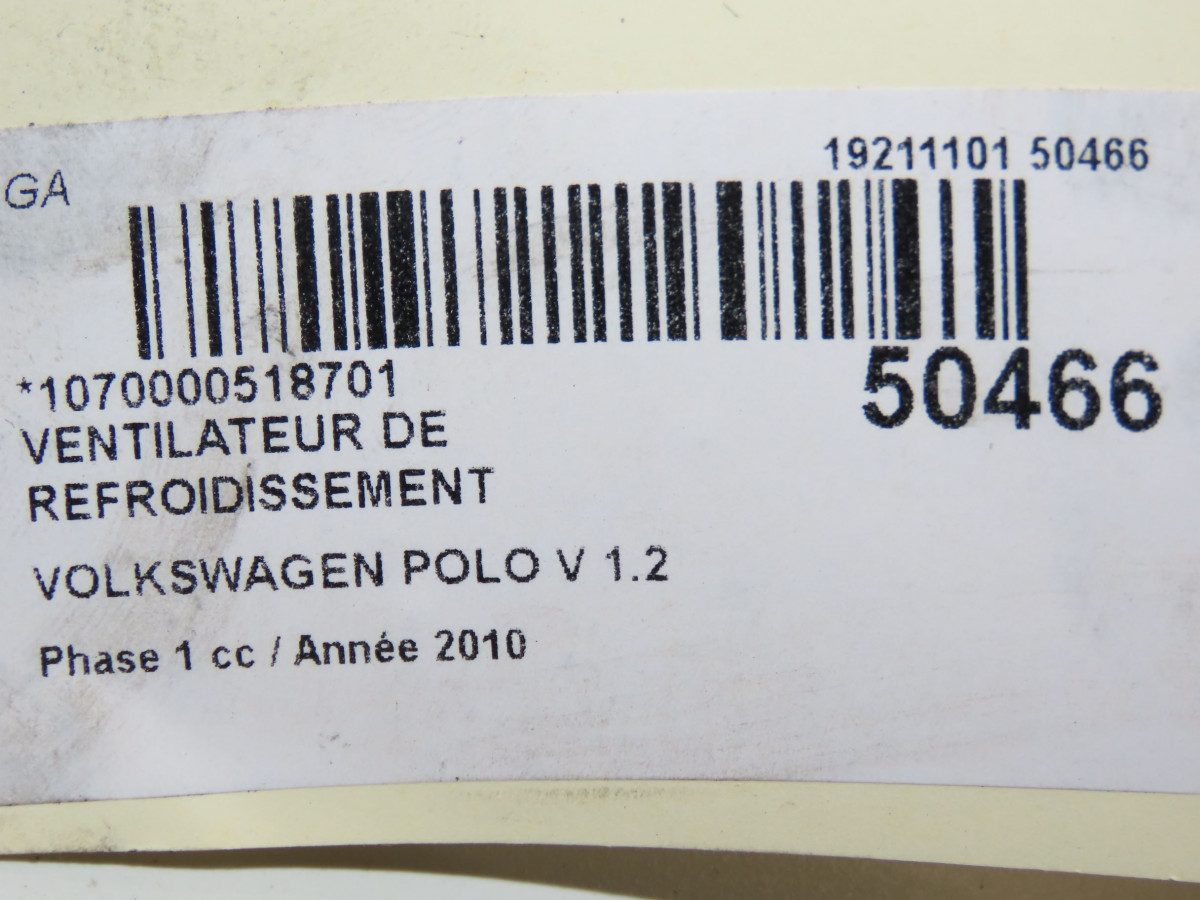 GA
19211101 50466
*1070000518701
50466
VENTILATEUR DE
REFROIDISSEMENT
VOLKSWAGEN POLO V 1.2
Phase 1 cc / Année 2010